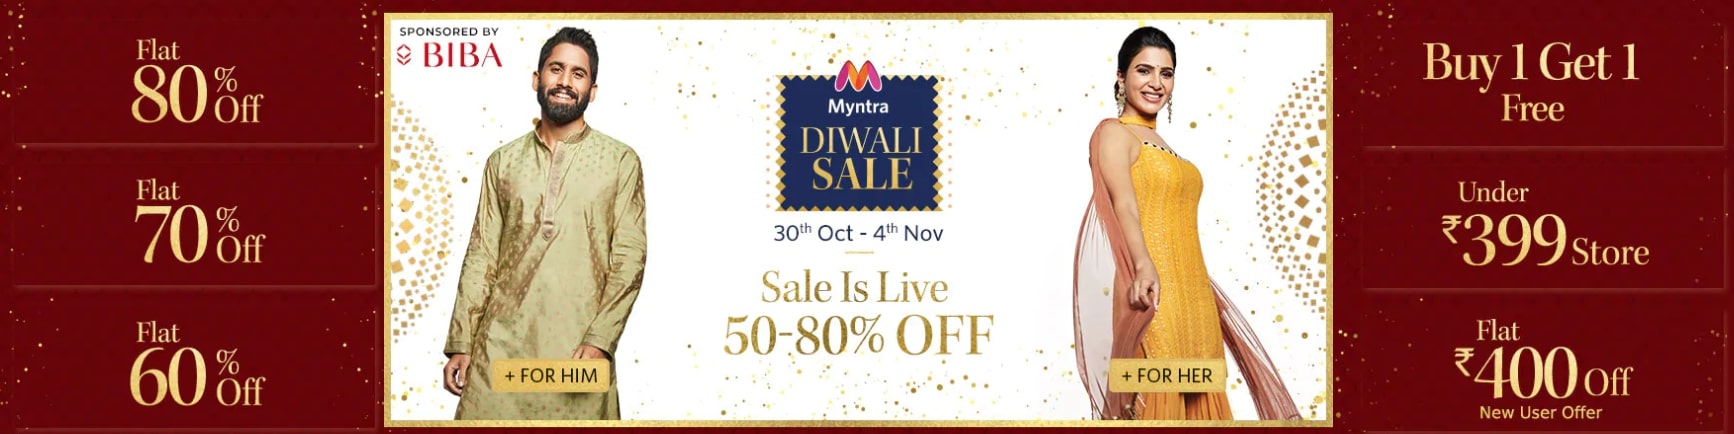 Flat
80% Off
Flat
70% Off
Flat
60% Off
SPONSORED BY
BIBA
Myntra
DIWALI
SALE
30th Oct - 4th Nov
Sale Is Live
50-80% OFF
+ FOR HIM
+ FOR HER
Buy 1 Get 1
Free
Under
₹399 Store
Flat
₹400 Off
New User Offer